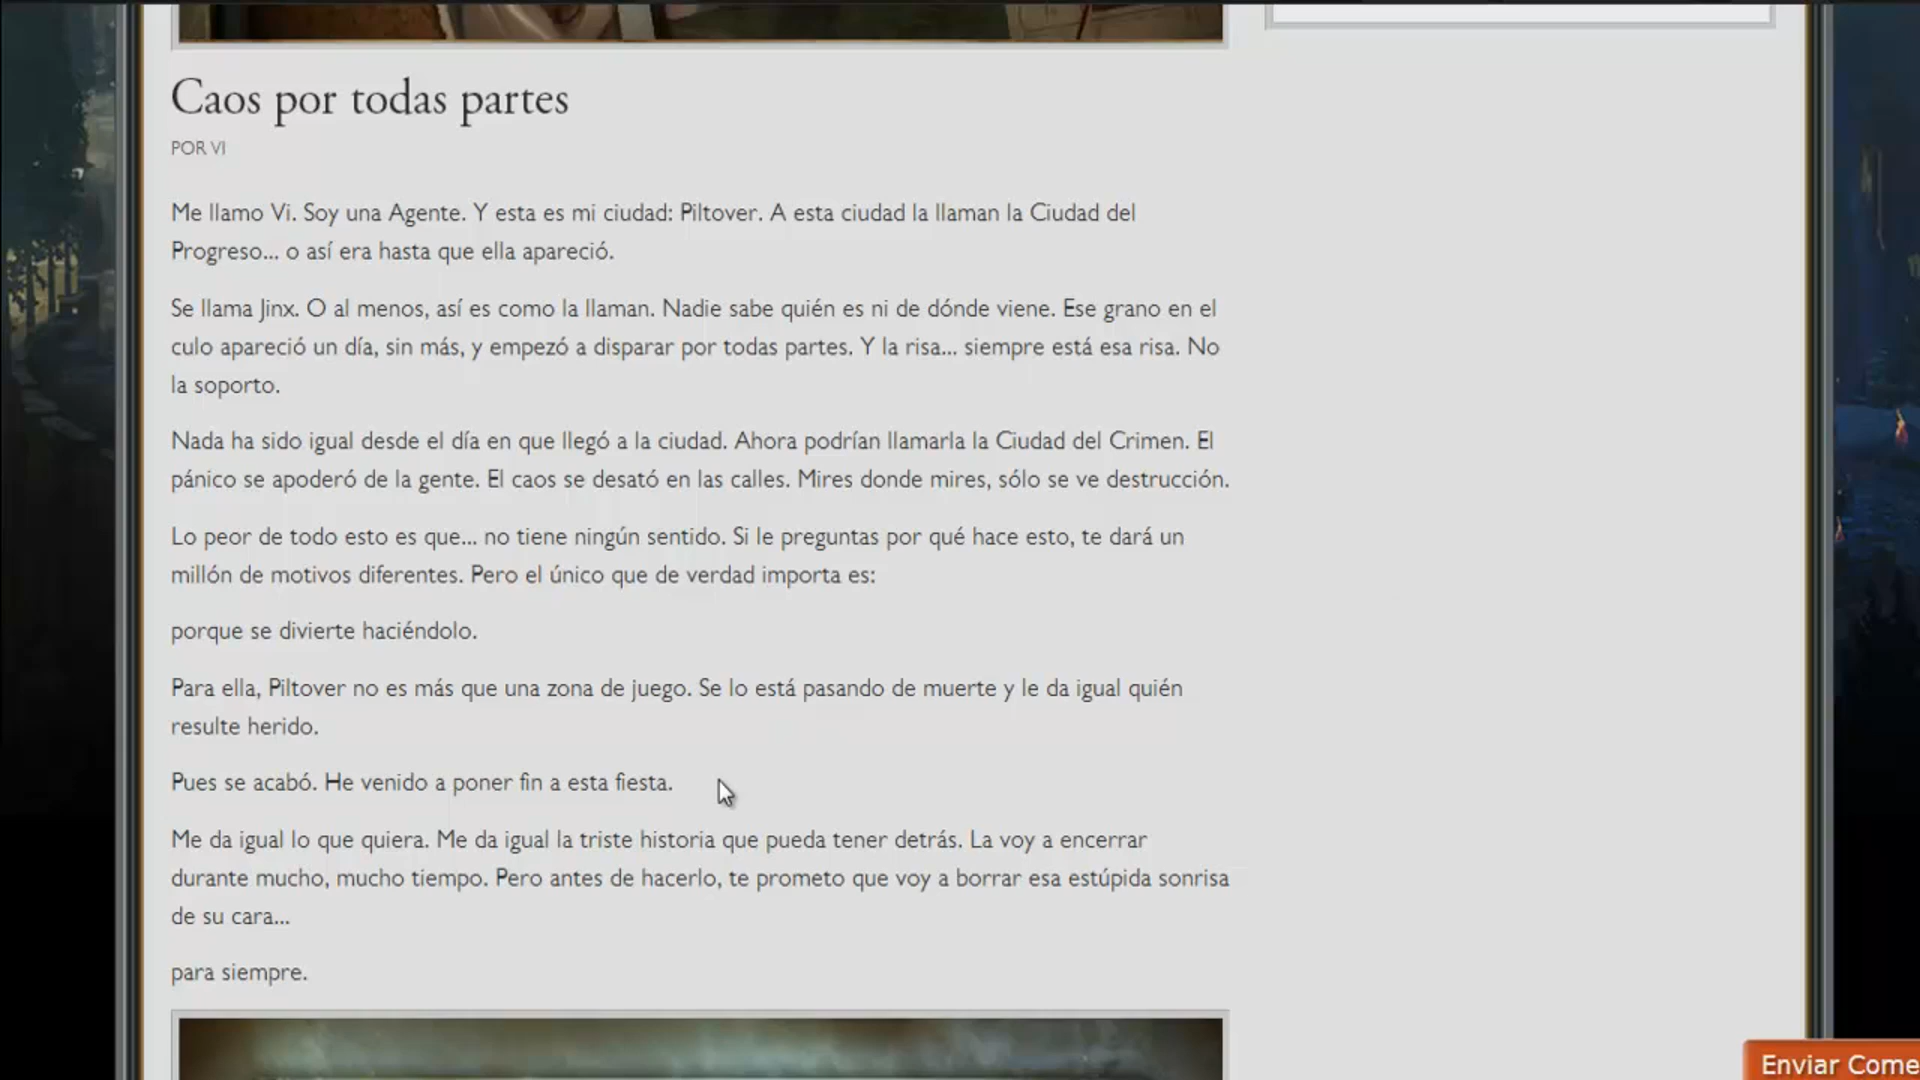 Caos por todas partes
POR VI
Me llamo Vi. Soy una Agente. Y esta es mi ciudad: Piltover. A esta ciudad la llaman la Ciudad del
Progreso... o así era hasta que ella apareció.
Se llama Jinx. O al menos, así es como la llaman. Nadie sabe quién es ni de dónde viene. Ese grano en el
culo apareció un día, sin más, y empezó a disparar por todas partes. Y la risa... siempre está esa risa. No
la soporto.
Nada ha sido igual desde el día en que llegó a la ciudad. Ahora podrían llamarla la Ciudad del Crimen. El
pánico se apoderó de la gente. El caos se desató en las calles. Mires donde mires, sólo se ve destrucción.
Lo peor de todo esto es que... no tiene ningún sentido. Si le preguntas por qué hace esto, te dará un
millón de motivos diferentes. Pero el único que de verdad importa es:
porque se divierte haciéndolo.
Para ella, Piltover no es más que una zona de juego. Se lo está pasando de muerte y le da igual quién
resulte herido.
Pues se acabó. He venido a poner fin a esta fiesta.
Me da igual lo que quiera. Me da igual la triste historia que pueda tener detrás. La voy a encerrar
durante mucho, mucho tiempo. Pero antes de hacerlo, te prometo que voy a borrar esa estúpida sonrisa
de su cara...
para siempre.
Enviar Come